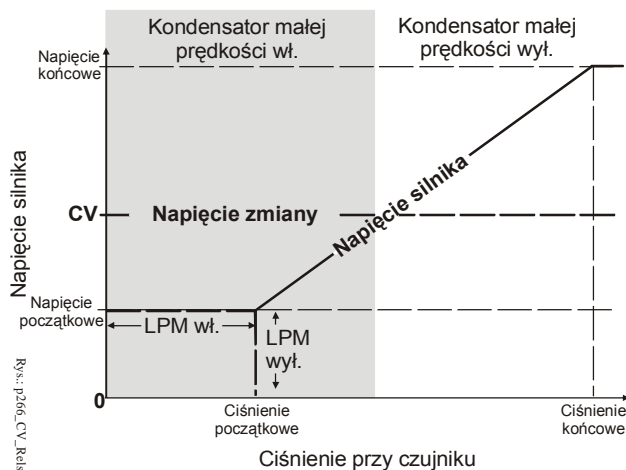 Kondensator małej
prędkości wł.
Kondensator małej
prędkości wył.
Napięcie
końcowe
Napięcie silnika
CV
Napięcie zmiany
Napięcie silnika
Napięcie
początkowe
LPM wł.
LPM
wył.
0
Ciśnienie
początkowe
Ciśnienie
końcowe
Ciśnienie przy czujniku
Rys.: p266_CV_Rels